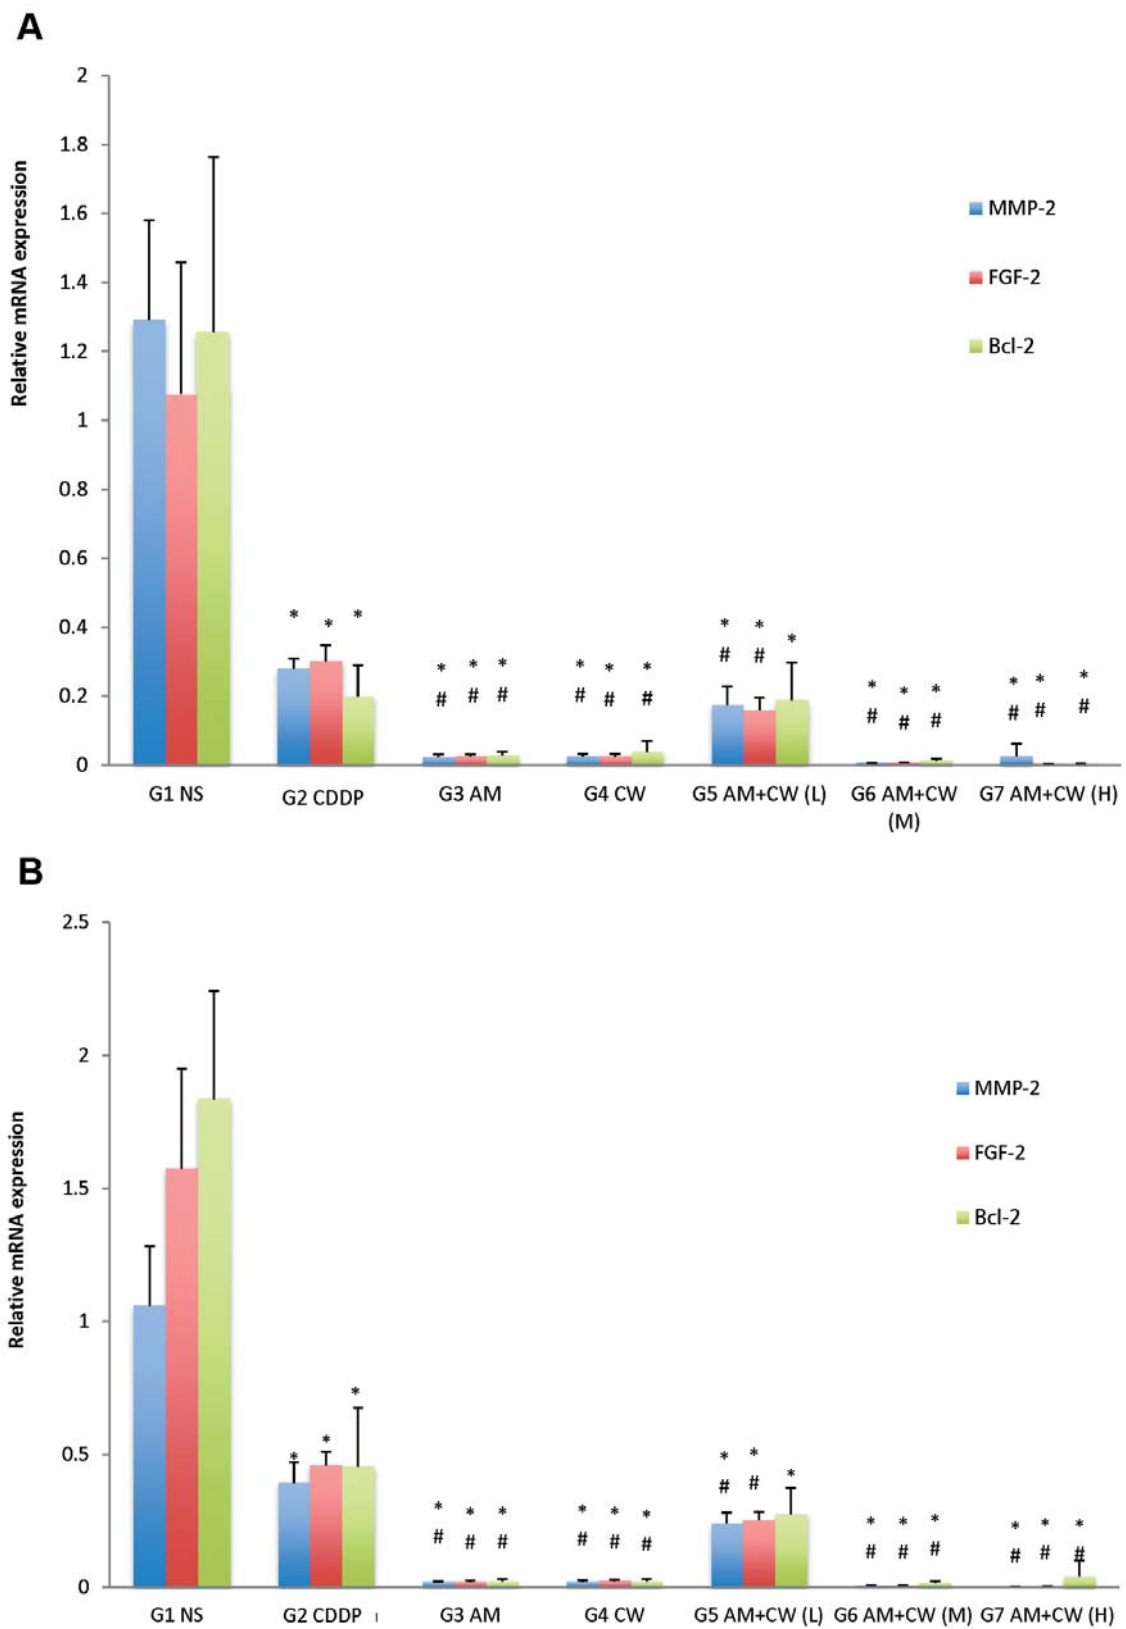 A
Relative mRNA expression
2
1.8
1.6
1.4
1.2
1
0.8
0.6
0.4
0.2
0
MMP-2
FGF-2
Bcl-2
* * *
* * *
# # #
* * *
# # #
* * *
# #
* * *
# # #
* * *
# # #
G1 NS G2 CDDP G3 AM G4 CW G5 AM+CW (L) G6 AM+CW G7 AM+CW (H)
(M)
B
Relative mRNA expression
2.5
2
1.5
1
0.5
0
MMP-2
FGF-2
Bcl-2
* * *
* * *
# # #
* * *
# # #
* * *
# #
* * *
# # #
* * *
# # #
G1 NS G2 CDDP G3 AM G4 CW G5 AM+CW (L) G6 AM+CW (M) G7 AM+CW (H)